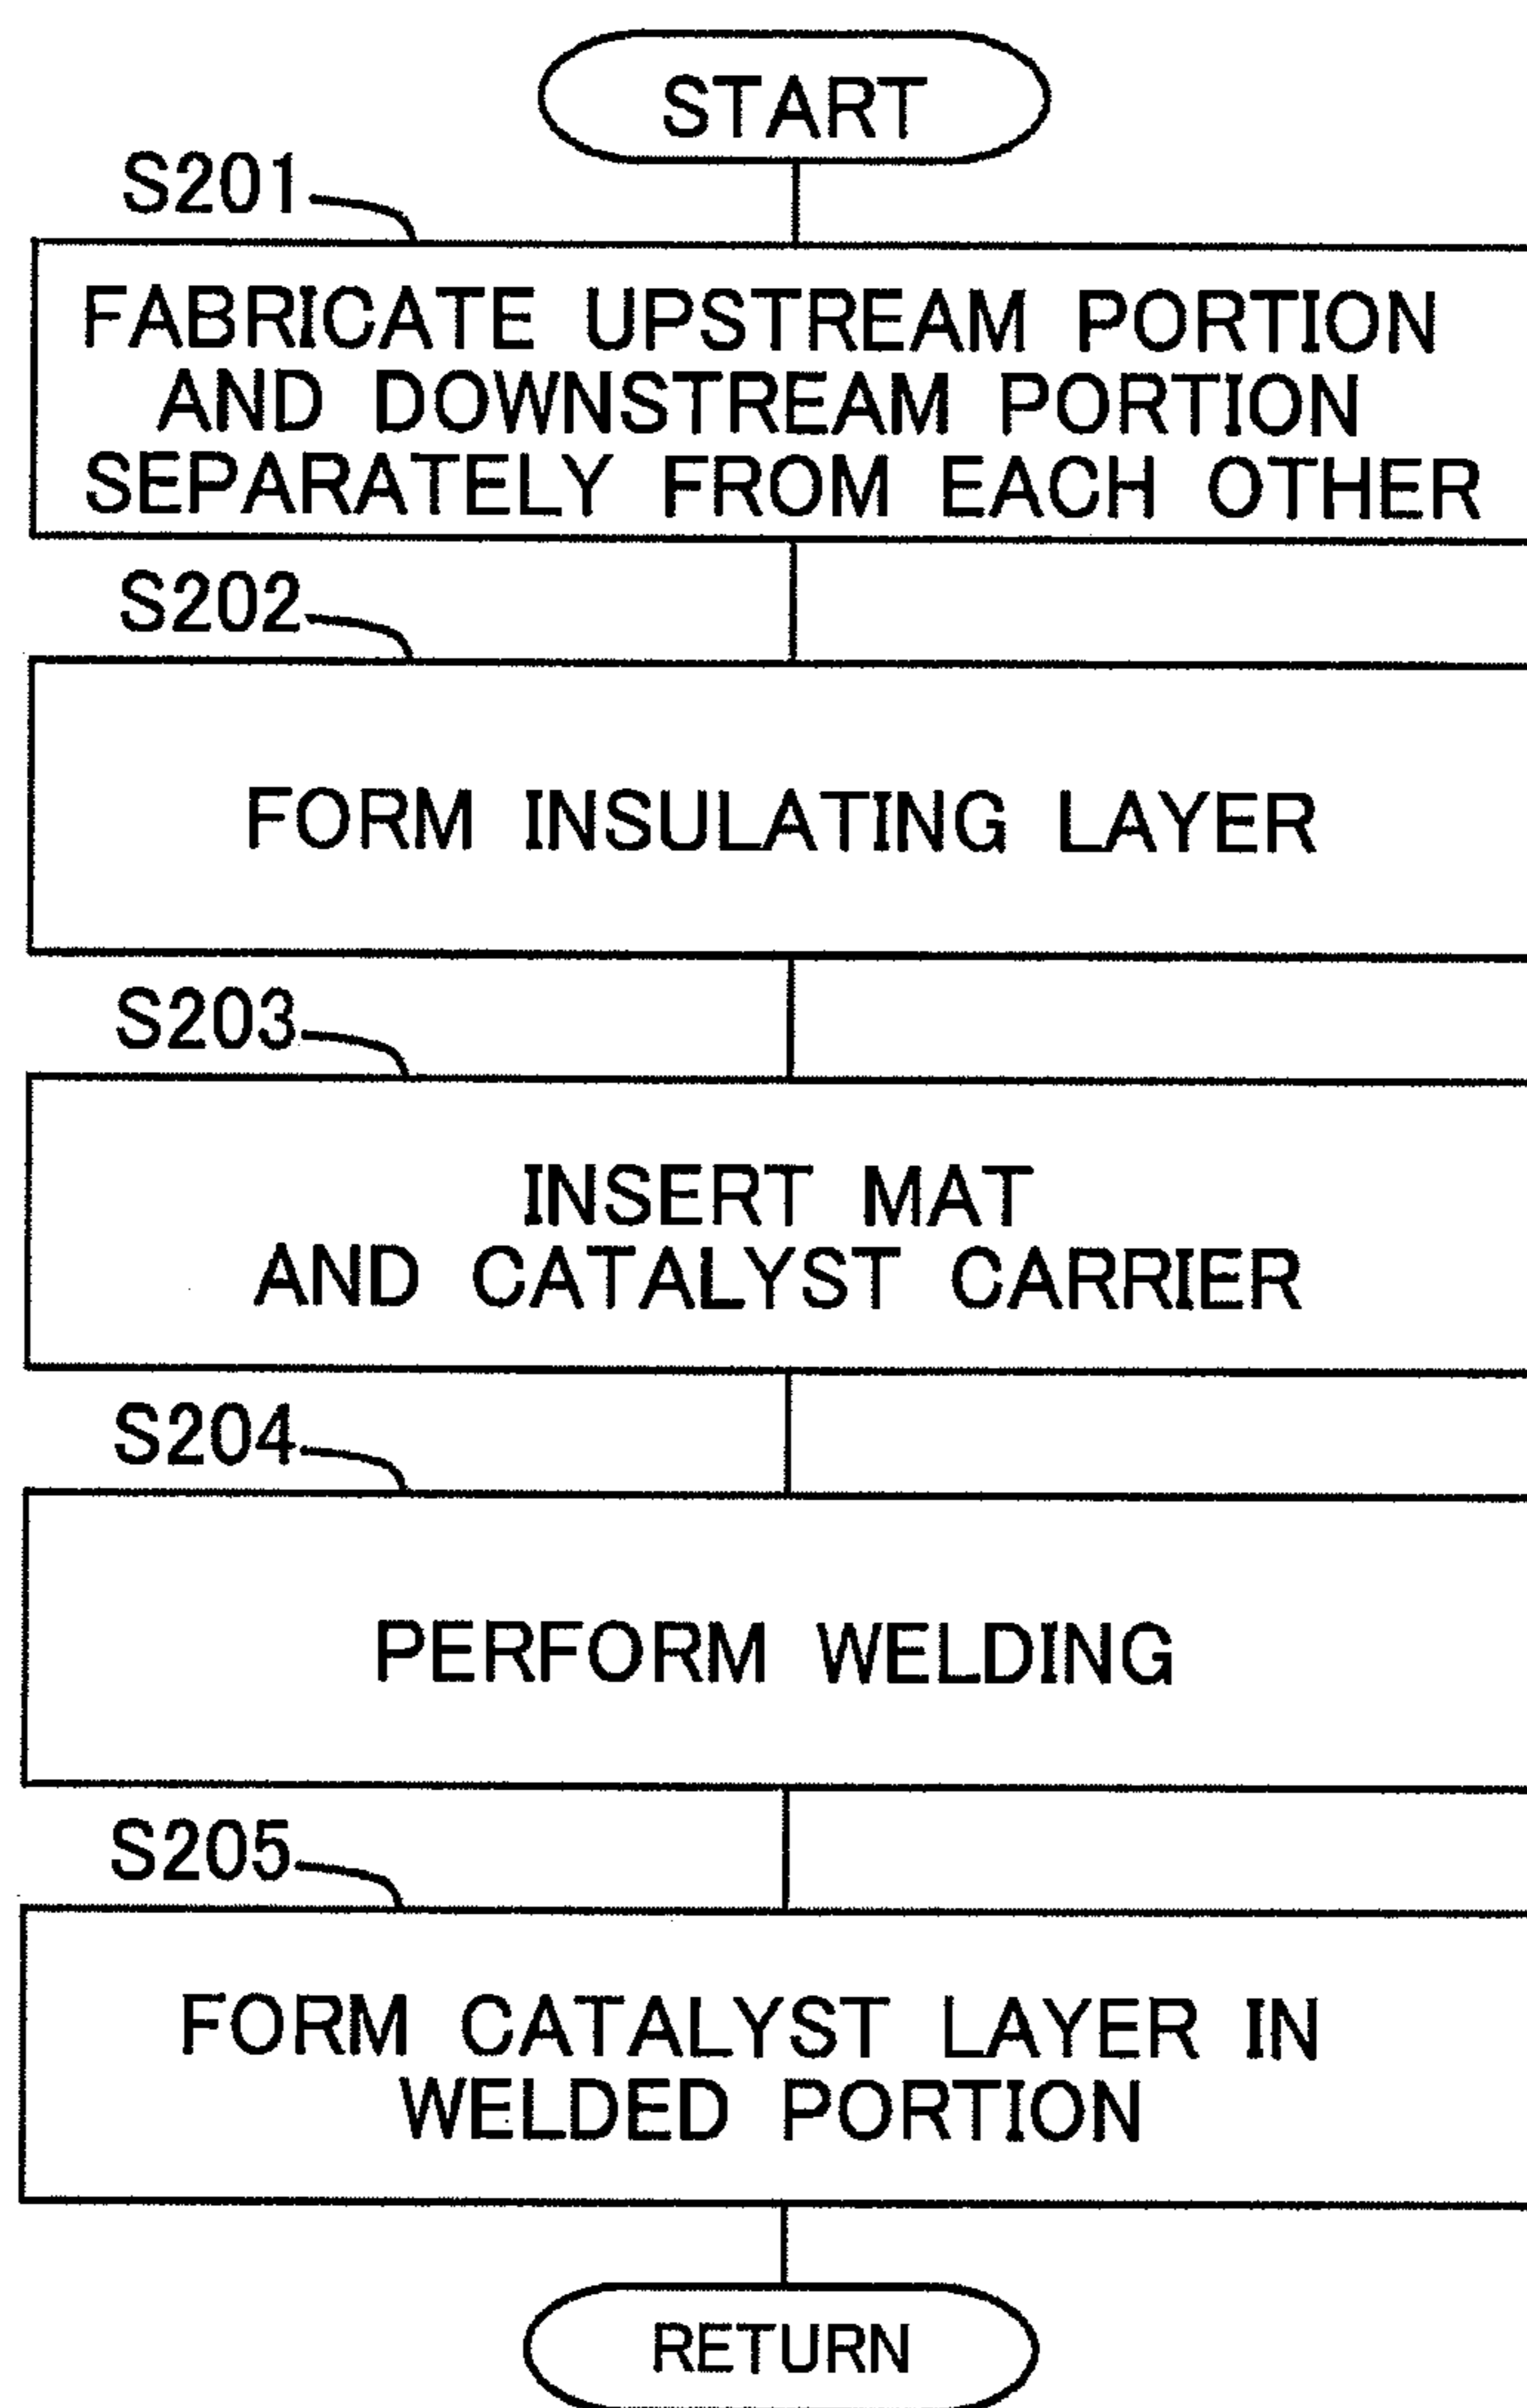 START
S201
FABRICATE UPSTREAM PORTION
AND DOWNSTREAM PORTION
SEPARATELY FROM EACH OTHER
S202
FORM INSULATING LAYER
S203
INSERT MAT
AND CATALYST CARRIER
S204
PERFORM WELDING
S205
FORM CATALYST LAYER IN
WELDED PORTION
RETURN